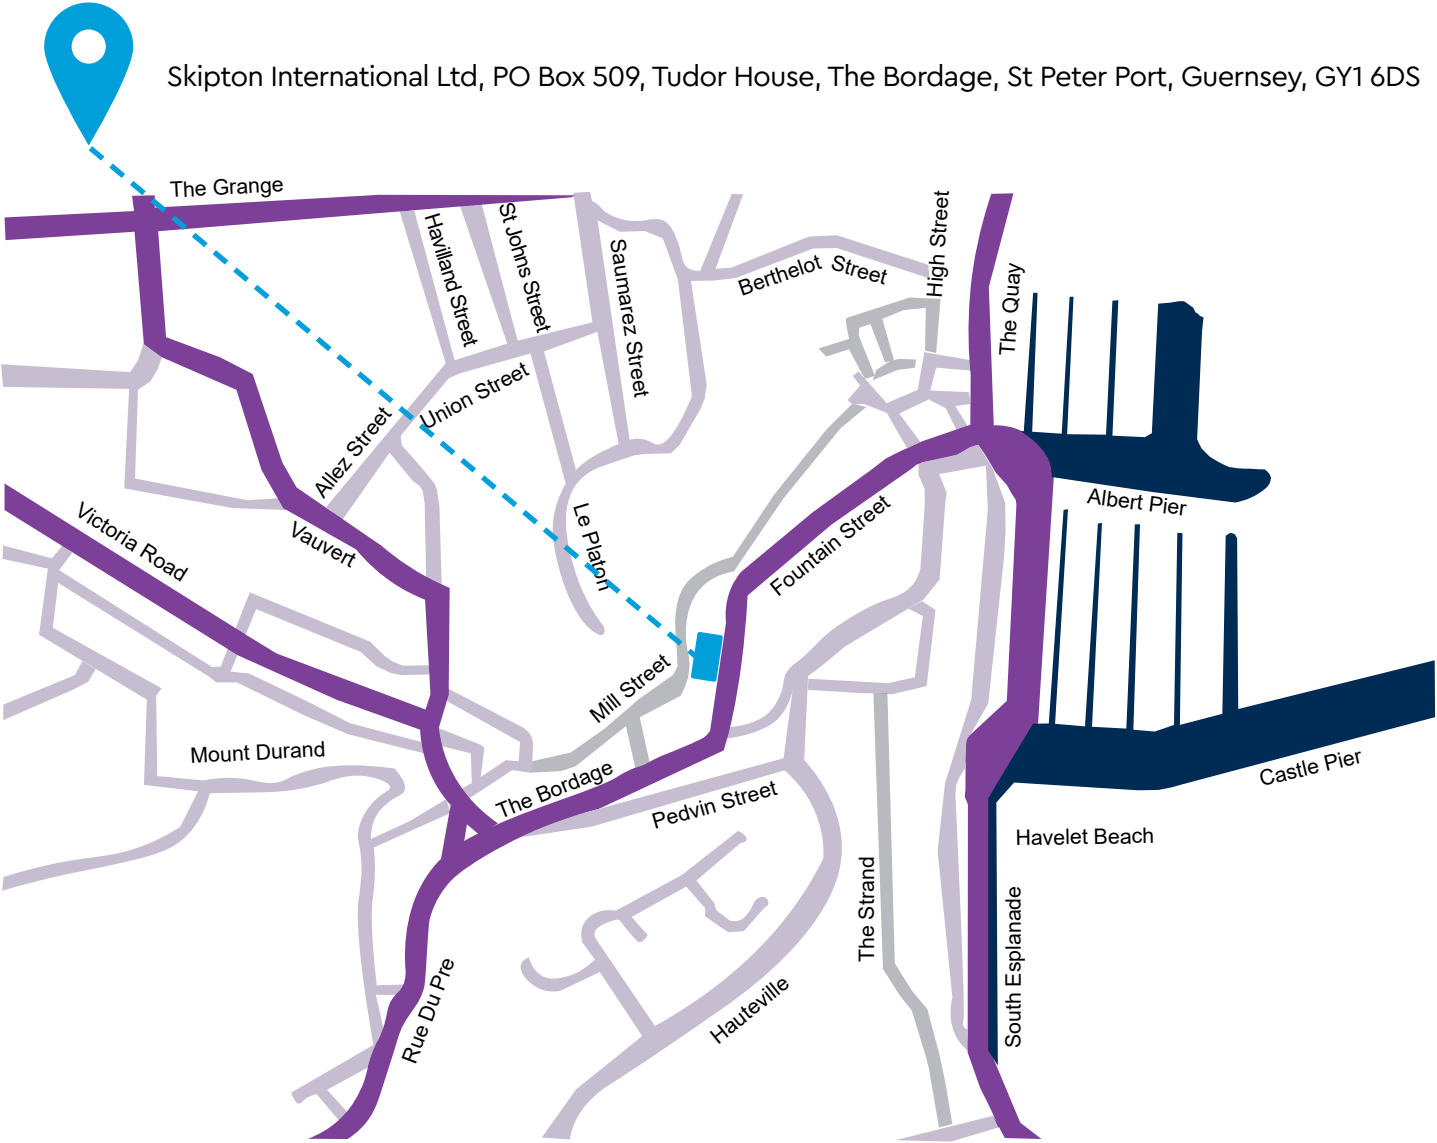 Skipton International Ltd, PO Box 509, Tudor House, The Bordage, St Peter Port, Guernsey, GY1 6DS
The Grange
Havilland Street
St Johns Street
Saumarez Street
Berthelot Street
High Street
The Quay
Union Street
Allez Street
Victoria Road
Vauvert
Le Platon
Fountain Street
Albert Pier
Mill Street
Mount Durand
The Bordage
Pedvin Street
Castle Pier
Havelet Beach
The Strand
South Esplanade
Rue Du Pre
Hauteville